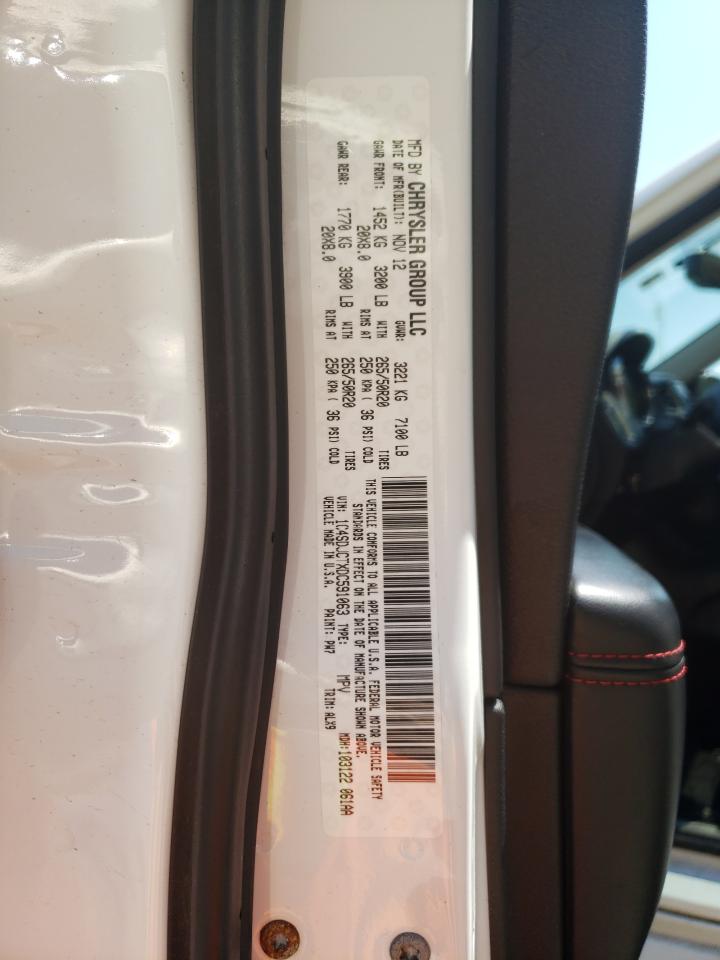 MFD BY CHRYSLER GROUP LLC
DATE OF MFR(BUILT): NOV 12 GVWR: 3221 KG 7100 LB
GAWR FRONT: 1452 KG 3200 LB WITH 265/50R20 TIRES
20X8.0 RIMS AT 250 KPA ( 36 PSI) COLD
GAWR REAR: 1770 KG 3900 LB WITH 265/50R20 TIRES
20X8.0 RIMS AT 250 KPA ( 36 PSI) COLD
THIS VEHICLE CONFORMS TO ALL APPLICABLE U.S.A. FEDERAL MOTOR VEHICLE SAFETY
STANDARDS IN EFFECT ON THE DATE OF MANUFACTURE SHOWN ABOVE.
VIN: 1C4SDJCTXDC591063 TYPE: MPV MDH:103122 061AA
VEHICLE MADE IN U.S.A. PAINT: PW7 TRIM:ALX9